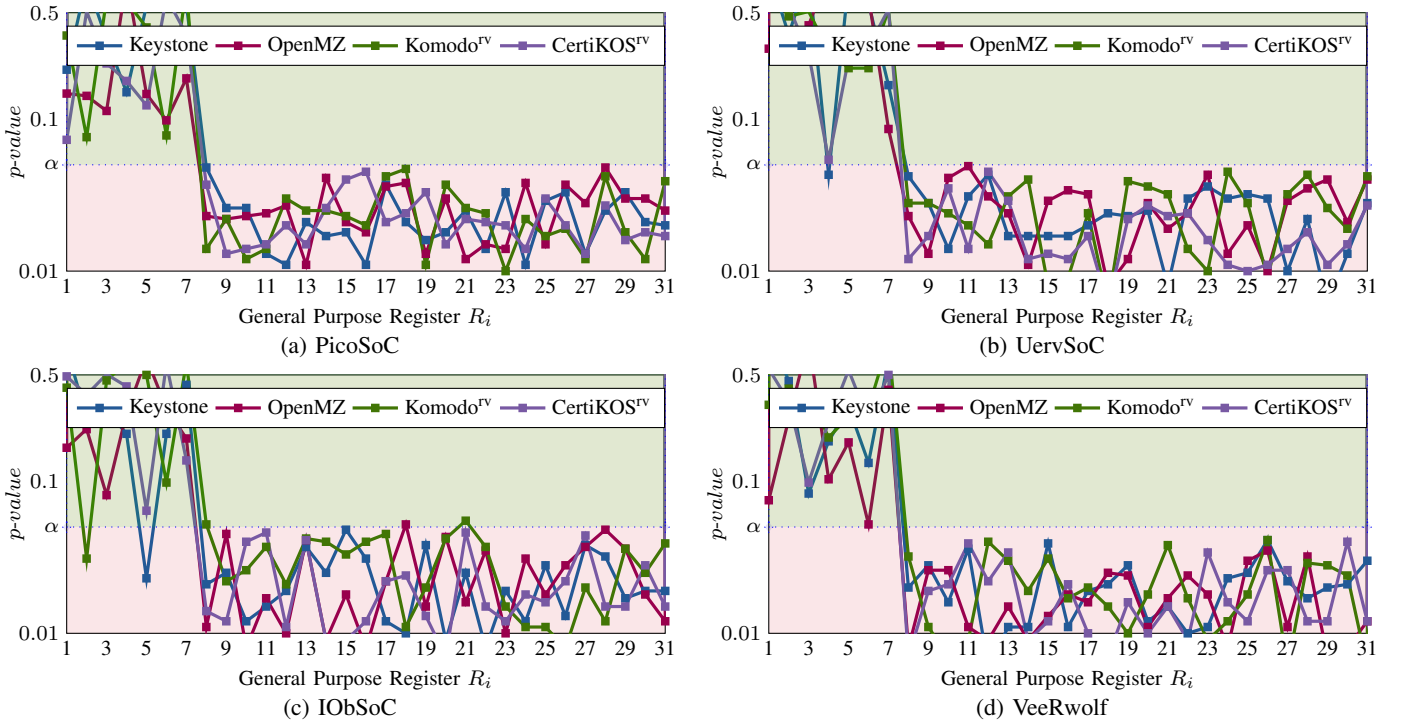 0.5
Keystone OpenMZ Komodo^rv CertiKOS^rv
p-value
0.1
α
0.01
1 3 5 7 9 11 13 15 17 19 21 23 25 27 29 31
General Purpose Register R_i
(a) PicoSoC
0.5
Keystone OpenMZ Komodo^rv CertiKOS^rv
p-value
0.1
α
0.01
1 3 5 7 9 11 13 15 17 19 21 23 25 27 29 31
General Purpose Register R_i
(b) UervSoC
0.5
Keystone OpenMZ Komodo^rv CertiKOS^rv
p-value
0.1
α
0.01
1 3 5 7 9 11 13 15 17 19 21 23 25 27 29 31
General Purpose Register R_i
(c) IObSoC
0.5
Keystone OpenMZ Komodo^rv CertiKOS^rv
p-value
0.1
α
0.01
1 3 5 7 9 11 13 15 17 19 21 23 25 27 29 31
General Purpose Register R_i
(d) VeeRwolf